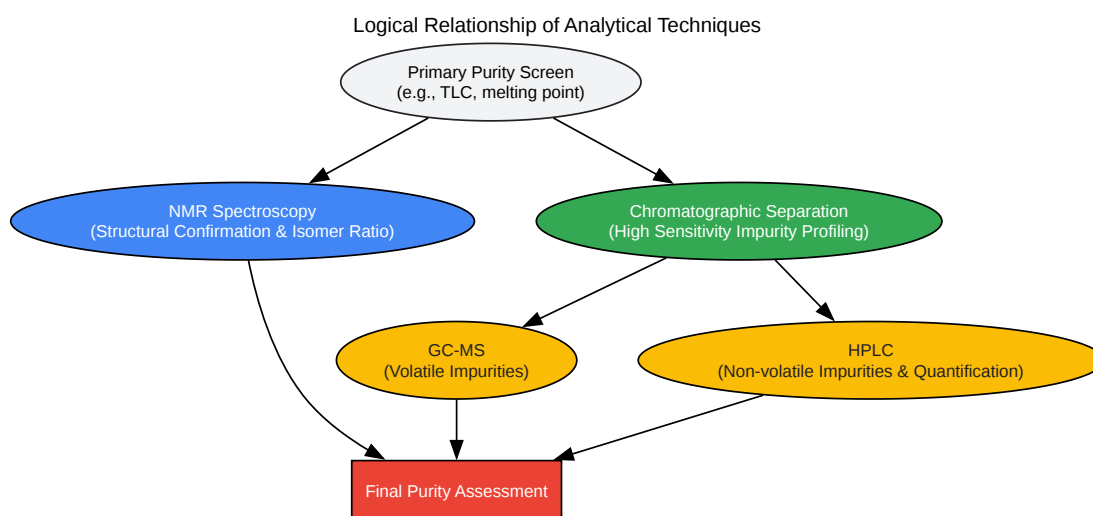 Logical Relationship of Analytical Techniques
Primary Purity Screen
(e.g., TLC, melting point)
NMR Spectroscopy
(Structural Confirmation & Isomer Ratio)
Chromatographic Separation
(High Sensitivity Impurity Profiling)
GC-MS
(Volatile Impurities)
HPLC
(Non-volatile Impurities & Quantification)
Final Purity Assessment